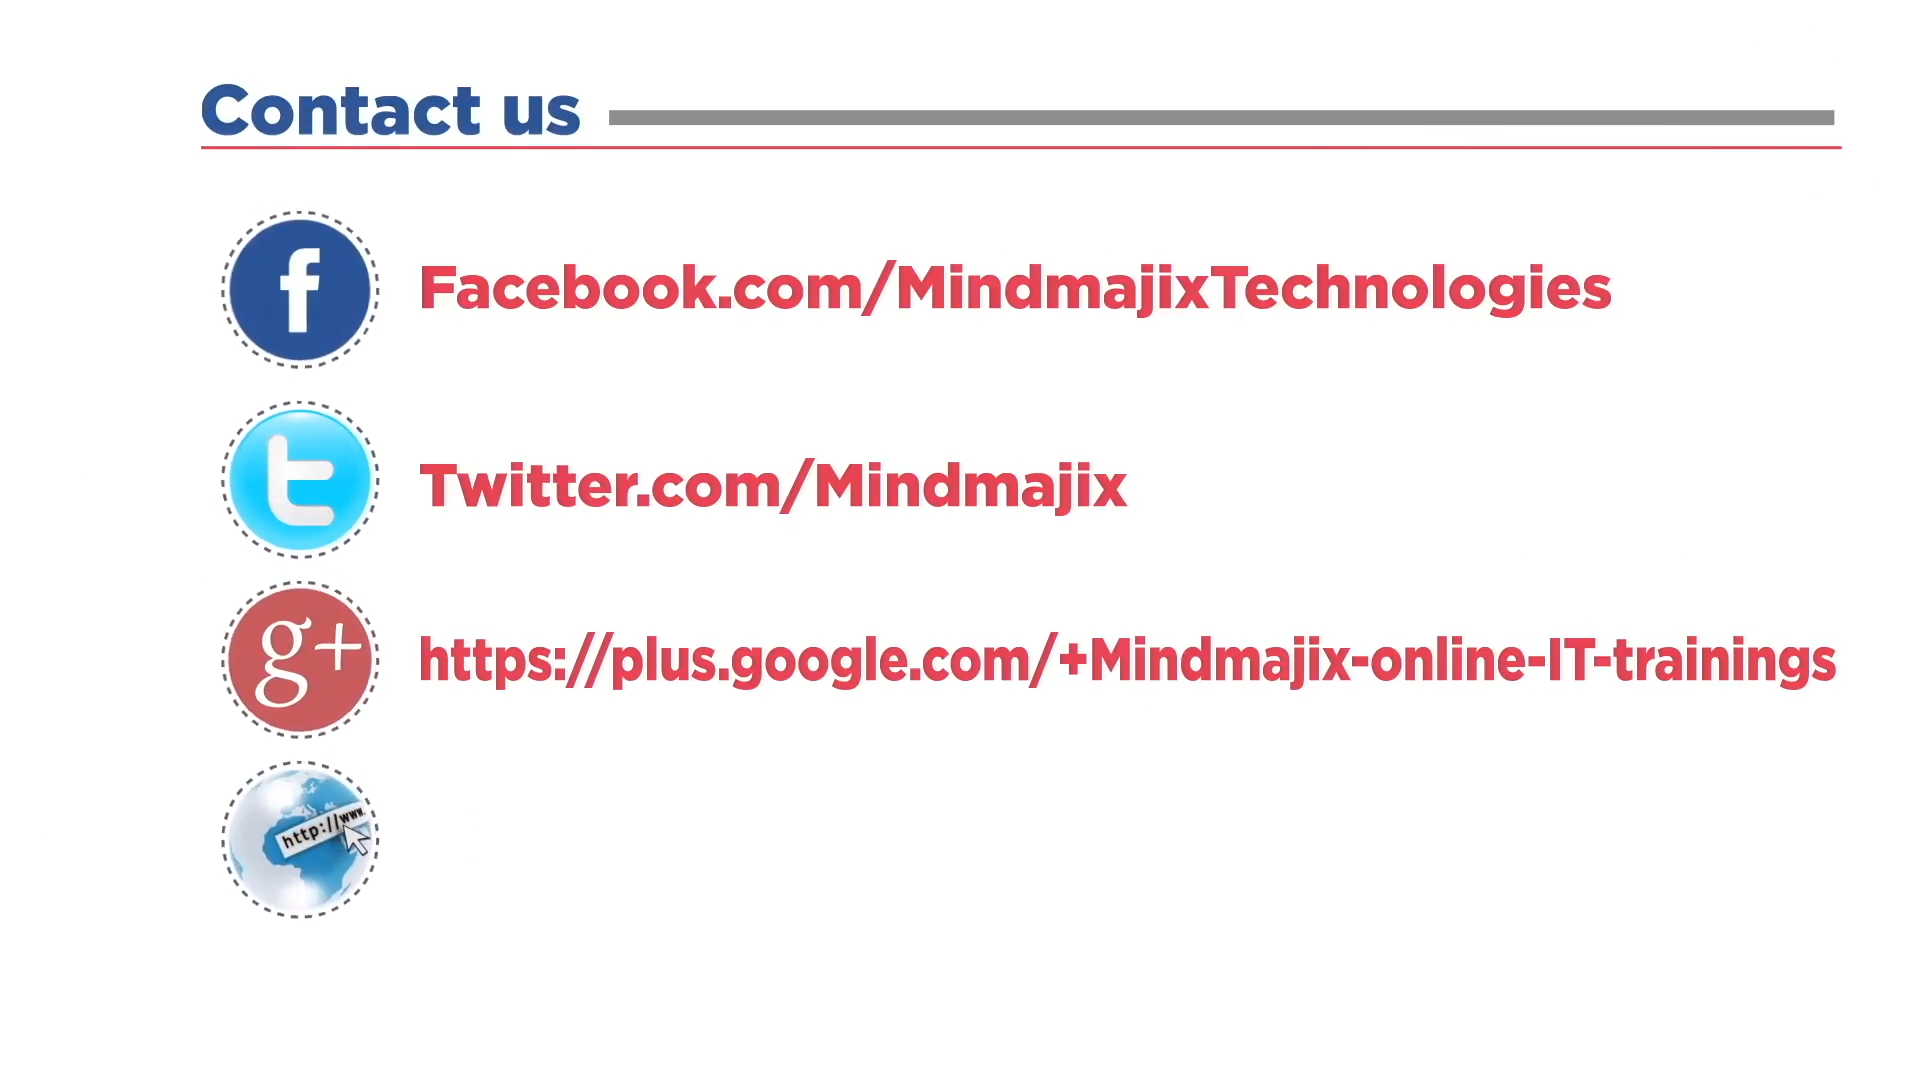 Contact us
f
Facebook.com/MindmajixTechnologies
t
Twitter.com/Mindmajix
g+
https://plus.google.com/+Mindmajix-online-IT-trainings
http://www.